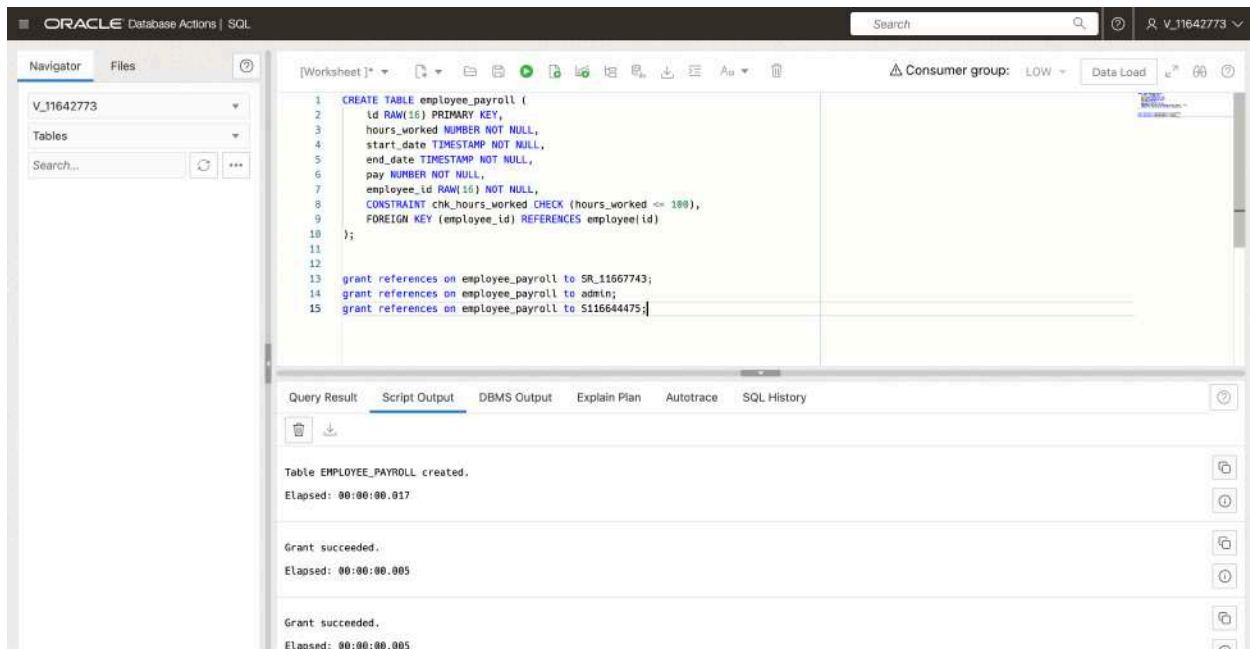 ORACLE Database Actions | SQL
Search
V_11642773
Navigator Files
[Worksheet]*
Aa
Consumer group: LOW
Data Load
V_11642773
Tables
Search...
1 CREATE TABLE employee_payroll (
2 id RAW(16) PRIMARY KEY,
3 hours_worked NUMBER NOT NULL,
4 start_date TIMESTAMP NOT NULL,
5 end_date TIMESTAMP NOT NULL,
6 pay NUMBER NOT NULL,
7 employee_id RAW(16) NOT NULL,
8 CONSTRAINT chk_hours_worked CHECK (hours_worked <= 100),
9 FOREIGN KEY (employee_id) REFERENCES employee(id)
10 );
11
12
13 grant references on employee_payroll to SR_11667743;
14 grant references on employee_payroll to admin;
15 grant references on employee_payroll to S116644475;
Query Result Script Output DBMS Output Explain Plan Autotrace SQL History
Table EMPLOYEE_PAYROLL created.
Elapsed: 00:00:00.017
Grant succeeded.
Elapsed: 00:00:00.005
Grant succeeded.
Elapsed: 00:00:00.005